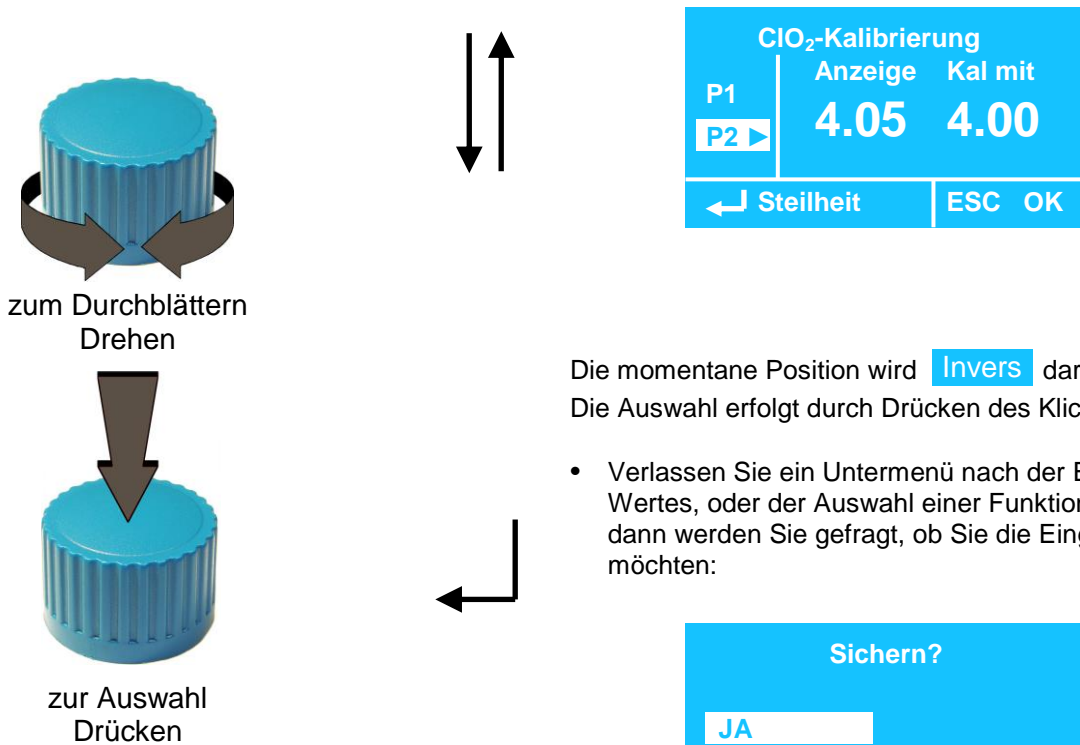 zum Durchblättern
Drehen
zur Auswahl
Drücken
ClO₂-Kalibrierung
Anzeige Kal mit
P1
4.05 4.00
P2
Steilheit ESC OK
Die momentane Position wird Invers
Die Auswahl erfolgt durch Drücken des
• Verlassen Sie ein Untermenü nach der
Wertes, oder der Auswahl einer
dann werden Sie gefragt, ob Sie die
möchten:
Sichern?
JA